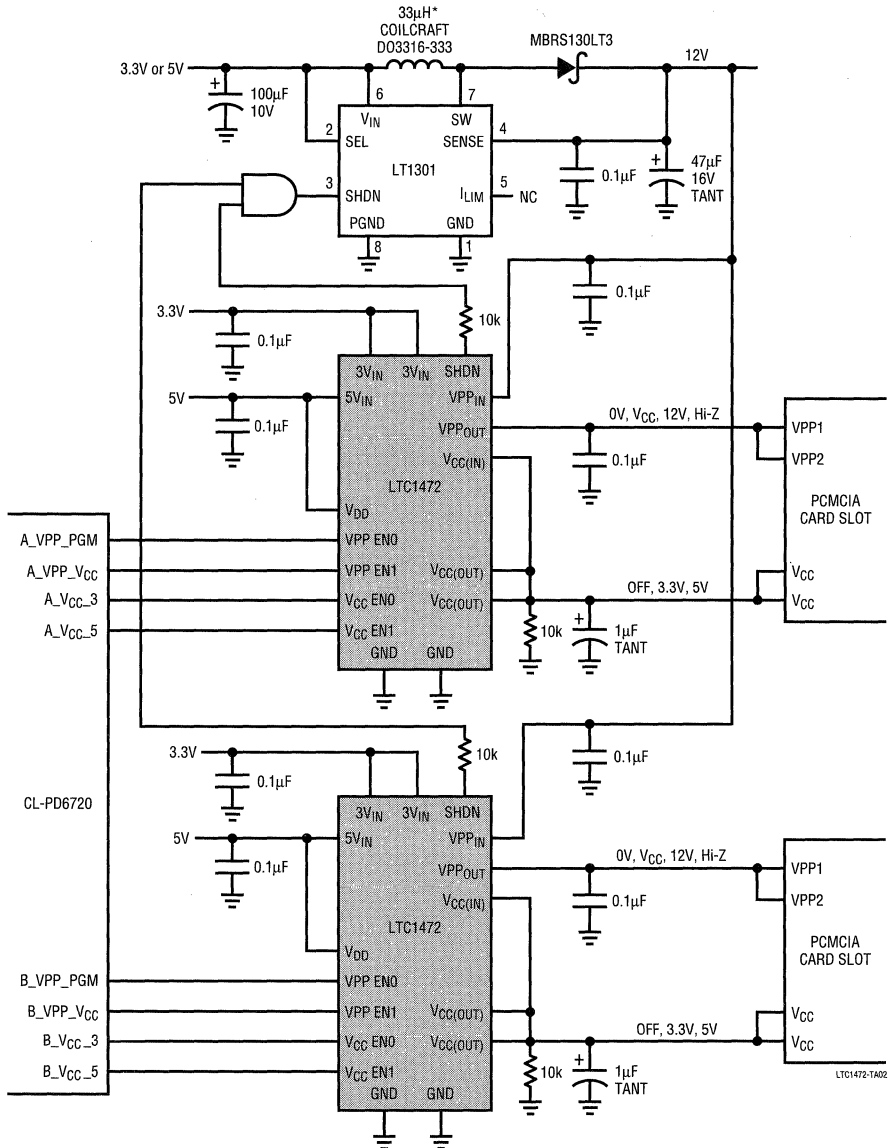 33µH*
COILCRAFT
DO3316-333
MBRS130LT3
3.3V or 5V
12V
+
100µF
10V
6
7
VIN
SW
2
SEL
SENSE
4
LT1301
0.1µF
+
47µF
16V
TANT
3
SHDN
ILIM
5
NC
PGND
GND
8
1
0.1µF
10k
3.3V
0.1µF
3VIN
3VIN
SHDN
5V
5VIN
VPPIN
0.1µF
VPPOUT
0V, VCC, 12V, Hi-Z
VPP1
VCC(IN)
0.1µF
VPP2
LTC1472
PCMCIA
CARD SLOT
VDD
A_VPP_PGM
VPP EN0
A_VPP_VCC
VPP EN1
VCC(OUT)
VCC
A_VCC_3
VCC EN0
VCC(OUT)
OFF, 3.3V, 5V
VCC
A_VCC_5
VCC EN1
10k
+
1µF
TANT
GND
GND
10k
0.1µF
3.3V
0.1µF
CL-PD6720
3VIN
3VIN
SHDN
5V
5VIN
VPPIN
0.1µF
VPPOUT
0V, VCC, 12V, Hi-Z
VPP1
VCC(IN)
0.1µF
VPP2
LTC1472
PCMCIA
CARD SLOT
VDD
B_VPP_PGM
VPP EN0
B_VPP_VCC
VPP EN1
VCC(OUT)
VCC
B_VCC_3
VCC EN0
VCC(OUT)
OFF, 3.3V, 5V
VCC
B_VCC_5
VCC EN1
10k
+
1µF
TANT
LTC1472-TA02
GND
GND